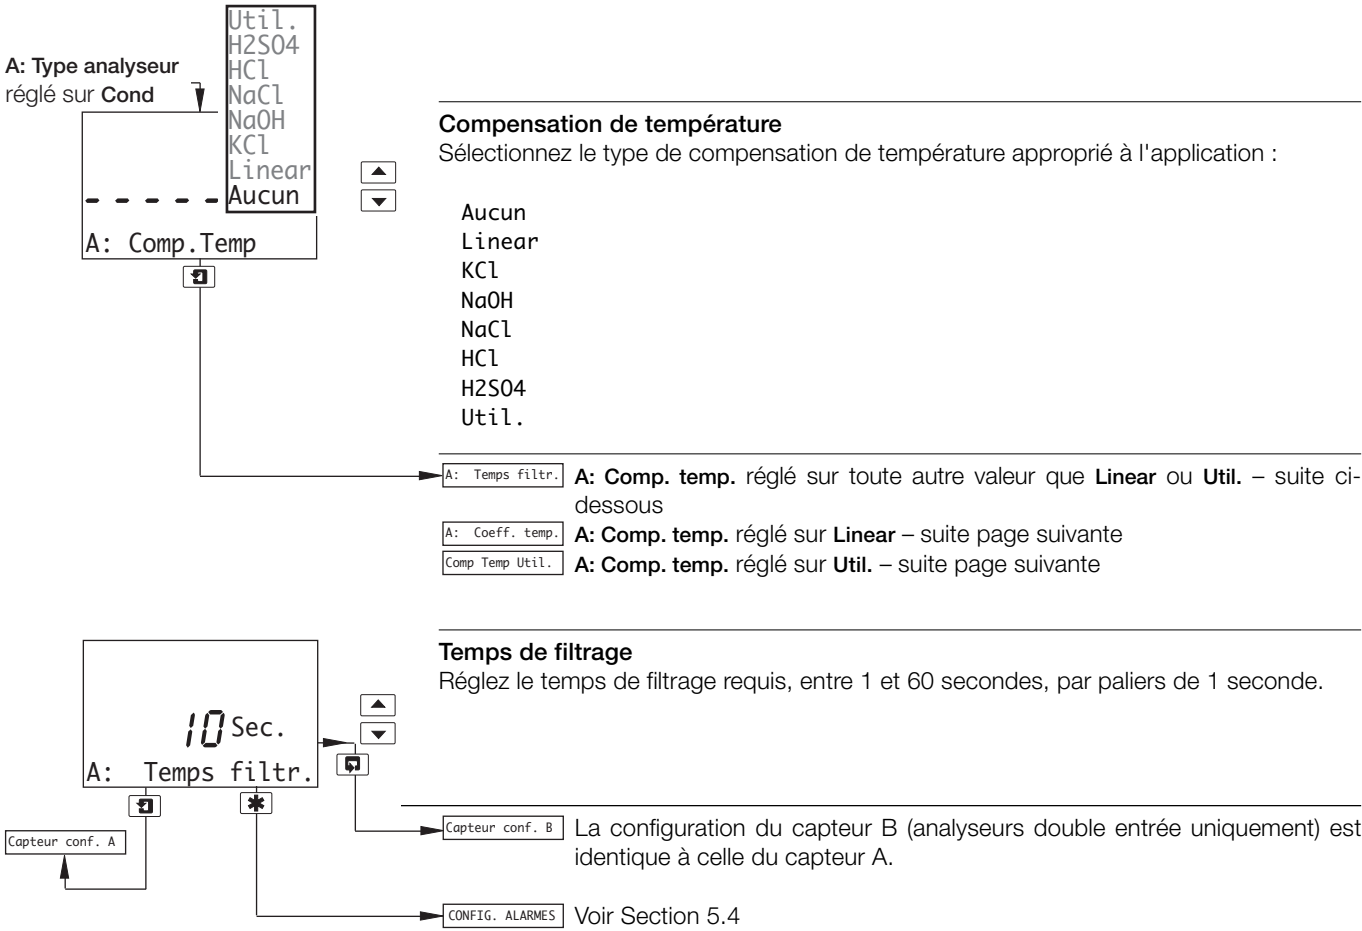 Util.
H2SO4
HCl
NaCl
NaOH
KCl
Linear
Aucun
A: Type analyseur
réglé sur Cond
- - - - -
A: Comp.Temp
Compensation de température
Sélectionnez le type de compensation de température approprié à l'application :
Aucun
Linear
KCl
NaOH
NaCl
HCl
H2SO4
Util.
A: Temps filtr. A: Comp. temp. réglé sur toute autre valeur que Linear ou Util. – suite ci-
dessous
A: Coeff. temp. A: Comp. temp. réglé sur Linear – suite page suivante
Comp Temp Util. A: Comp. temp. réglé sur Util. – suite page suivante
Temps de filtrage
Réglez le temps de filtrage requis, entre 1 et 60 secondes, par paliers de 1 seconde.
10 Sec.
A: Temps filtr.
Capteur conf. A
Capteur conf. B La configuration du capteur B (analyseurs double entrée uniquement) est
identique à celle du capteur A.
CONFIG. ALARMES Voir Section 5.4